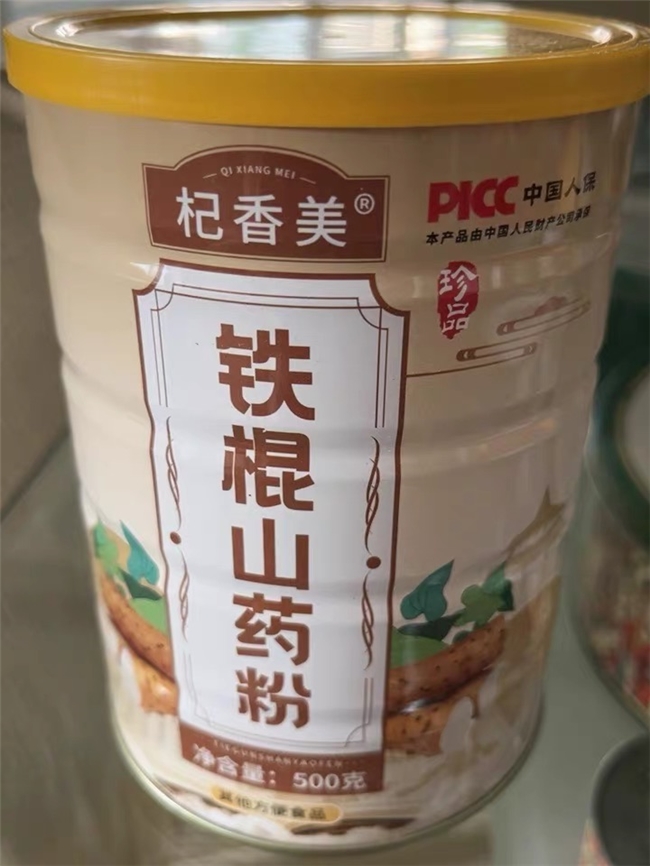 QI XIANG MEI
杞香美®
PICC 中国人保
本产品由中国人民财产公司承保
珍品
铁棍山药粉
TIEGUNSHANYAOFEN
净含量：500克
其他方便食品